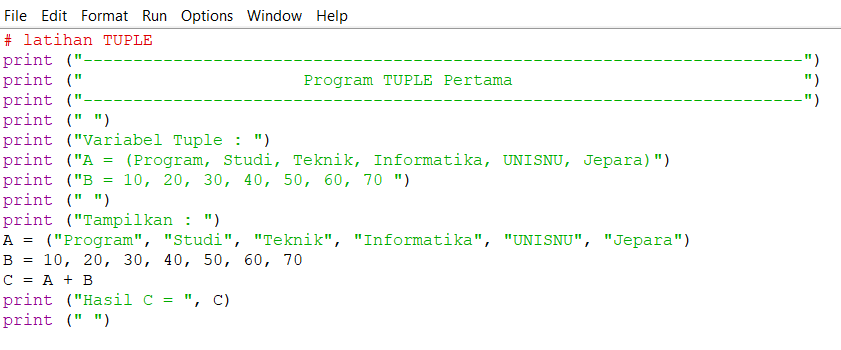 File Edit Format Run Options Window Help
# latihan TUPLE
print ("------------------------------------------------------------------------")
print ("                      Program TUPLE Pertama                             ")
print ("------------------------------------------------------------------------")
print (" ")
print ("Variabel Tuple : ")
print ("A = (Program, Studi, Teknik, Informatika, UNISNU, Jepara)")
print ("B = 10, 20, 30, 40, 50, 60, 70 ")
print (" ")
print ("Tampilkan : ")
A = ("Program", "Studi", "Teknik", "Informatika", "UNISNU", "Jepara")
B = 10, 20, 30, 40, 50, 60, 70
C = A + B
print ("Hasil C = ", C)
print (" ")